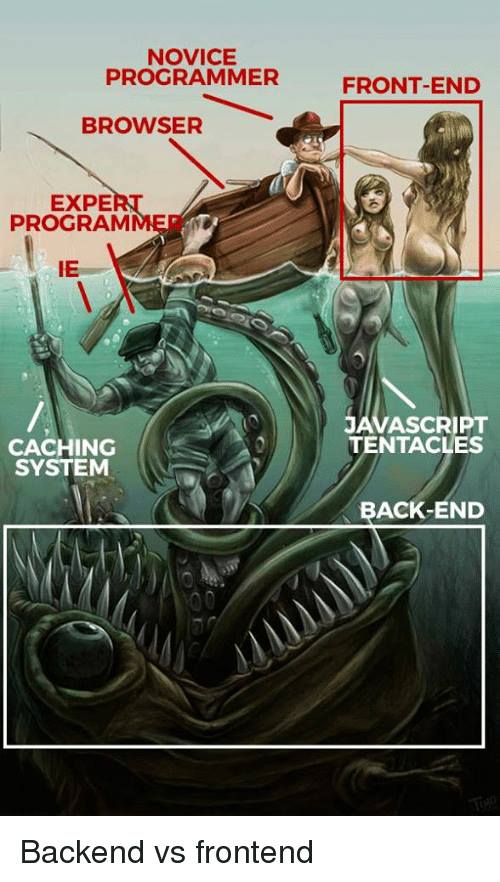 NOVICE
PROGRAMMER
FRONT-END
BROWSER
EXPERT
PROGRAMMER
IE
JAVASCRIPT
TENTACLES
CACHING
SYSTEM
BACK-END
Backend vs frontend